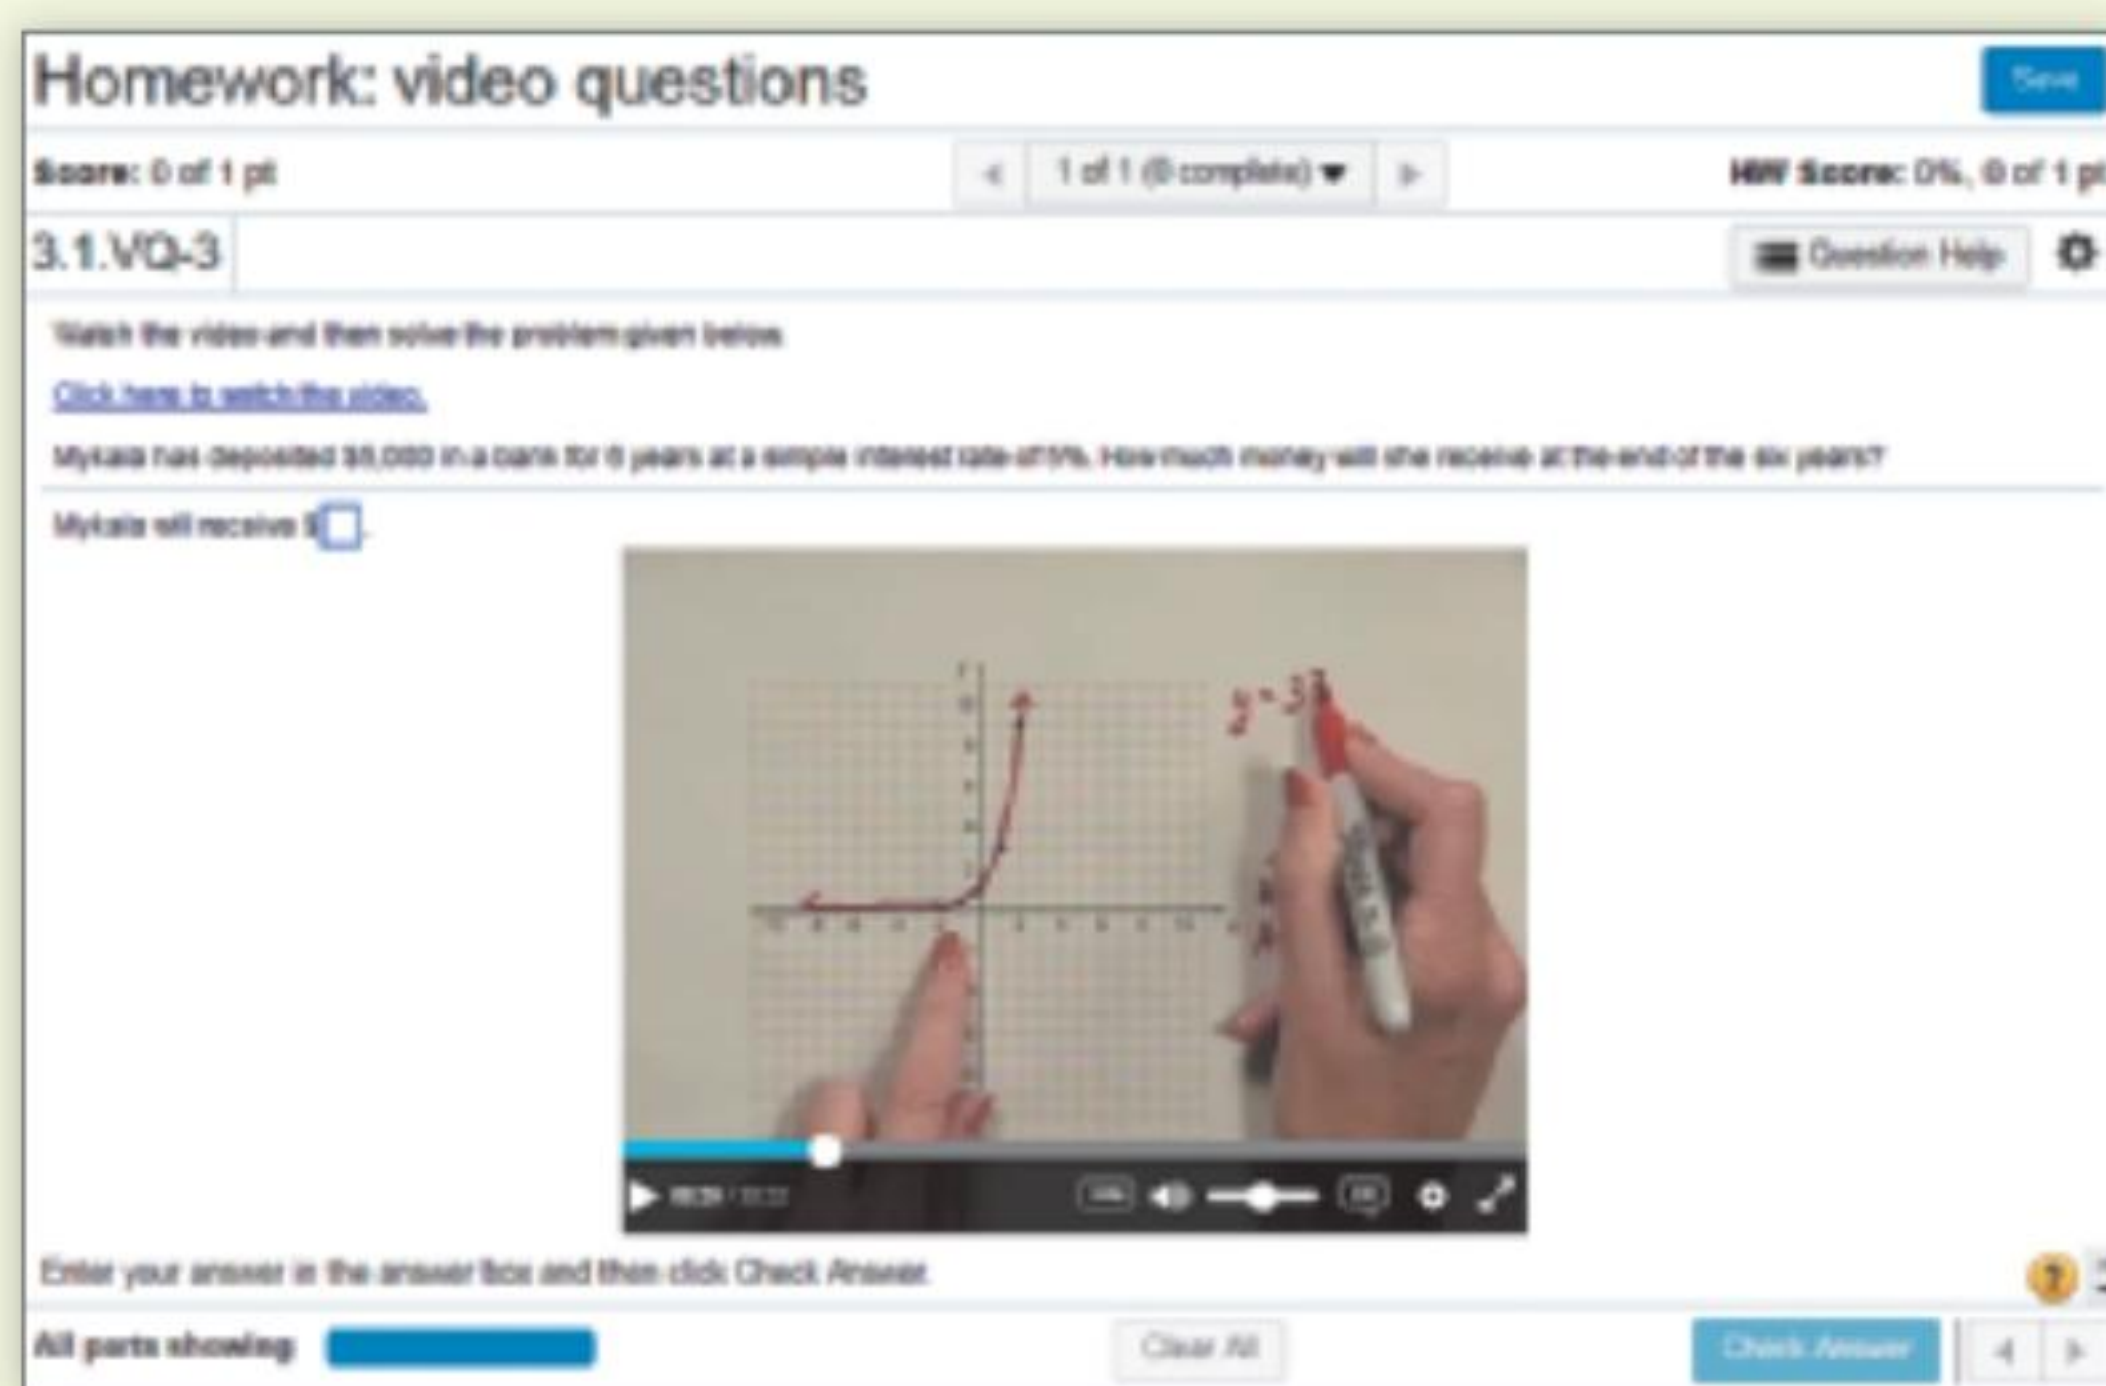 Homework: video questions
Save
Score: 0 of 1 pt
1 of 1 (0 complete)
HW Score: 0%, 0 of 1 pt
3.1.VQ-3
Question Help
Watch the video and then solve the problem given below.
Click here to watch the video.
Mykala has deposited in a bank for 6 years at a simple interest rate of 5%. How much money will she receive at the end of the six years?
Mykala will receive $ .
Enter your answer in the answer box and then click Check Answer.
All parts showing
Clear All
Check Answer